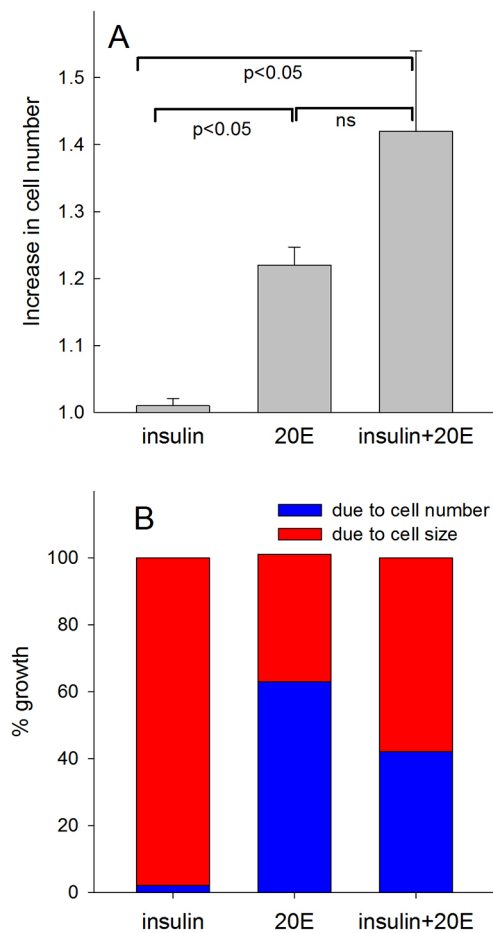 A
Increase in cell number
1.5
1.4
1.3
1.2
1.1
1.0
p<0.05
p<0.05
ns
insulin 20E insulin+20E
B
due to cell number
due to cell size
% growth
100
80
60
40
20
0
insulin 20E insulin+20E